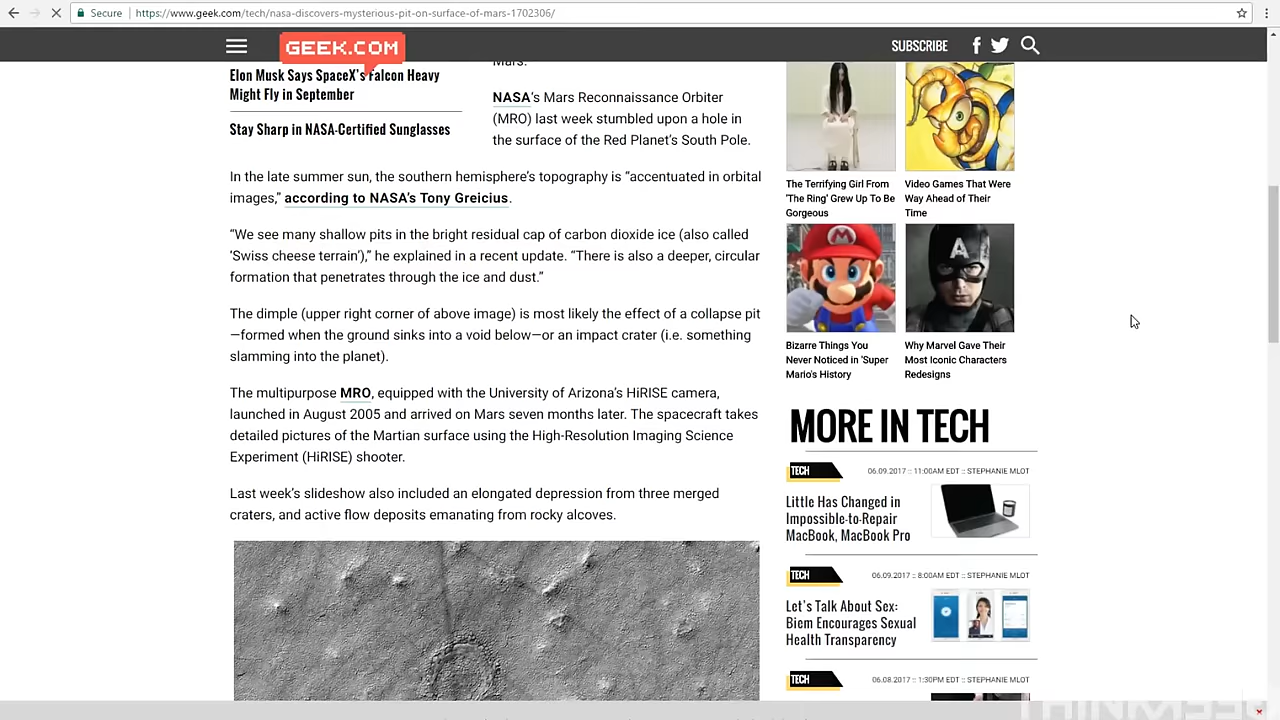 Secure
https://www.geek.com/tech/nasa-discovers-mysterious-pit-on-surface-of-mars-1702306/
GEEK.COM
SUBSCRIBE
Elon Musk Says SpaceX's Falcon Heavy
Might Fly in September
Stay Sharp in NASA-Certified Sunglasses
Mars.
NASA's Mars Reconnaissance Orbiter
(MRO) last week stumbled upon a hole in
the surface of the Red Planet's South Pole.
In the late summer sun, the southern hemisphere's topography is “accentuated in orbital
images,” according to NASA's Tony Greicius.
“We see many shallow pits in the bright residual cap of carbon dioxide ice (also called
'Swiss cheese terrain'),” he explained in a recent update. “There is also a deeper, circular
formation that penetrates through the ice and dust.”
The dimple (upper right corner of above image) is most likely the effect of a collapse pit
—formed when the ground sinks into a void below—or an impact crater (i.e. something
slamming into the planet).
The multipurpose MRO, equipped with the University of Arizona's HiRISE camera,
launched in August 2005 and arrived on Mars seven months later. The spacecraft takes
detailed pictures of the Martian surface using the High-Resolution Imaging Science
Experiment (HiRISE) shooter.
Last week's slideshow also included an elongated depression from three merged
craters, and active flow deposits emanating from rocky alcoves.
The Terrifying Girl From
'The Ring' Grew Up To Be
Gorgeous
Video Games That Were
Way Ahead of Their
Time
M
A
Bizarre Things You
Never Noticed in 'Super
Mario's History
Why Marvel Gave Their
Most Iconic Characters
Redesigns
MORE IN TECH
TECH
06.09.2017 :: 11:00AM EDT :: STEPHANIE MLOT
Little Has Changed in
Impossible-to-Repair
MacBook, MacBook Pro
TECH
06.09.2017 :: 8:00AM EDT :: STEPHANIE MLOT
Let's Talk About Sex:
Biem Encourages Sexual
Health Transparency
TECH
06.08.2017 :: 1:30PM EDT :: STEPHANIE MLOT